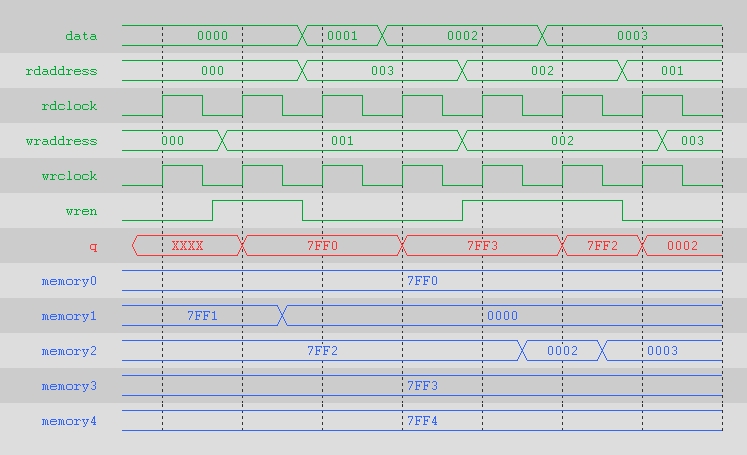 data 0000 0001 0002 0003
rdaddress 000 003 002 001
rdclock
wraddress 000 001 002 003
wrclock
wren
q XXXX 7FF0 7FF3 7FF2 0002
memory0 7FF0
memory1 7FF1 0000
memory2 7FF2 0002 0003
memory3 7FF3
memory4 7FF4